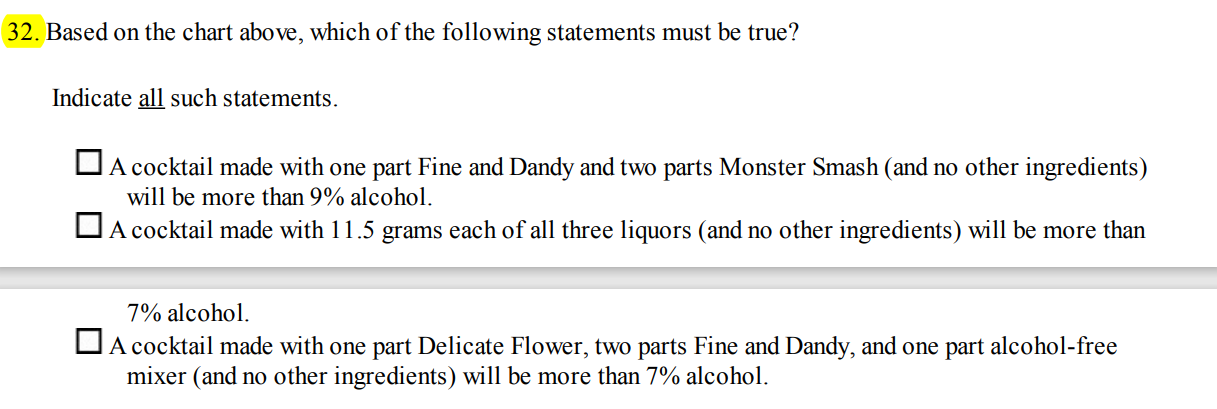 32. Based on the chart above, which of the following statements must be true?
Indicate all such statements.
A cocktail made with one part Fine and Dandy and two parts Monster Smash (and no other ingredients)
will be more than 9% alcohol.
A cocktail made with 11.5 grams each of all three liquors (and no other ingredients) will be more than
7% alcohol.
A cocktail made with one part Delicate Flower, two parts Fine and Dandy, and one part alcohol-free
mixer (and no other ingredients) will be more than 7% alcohol.